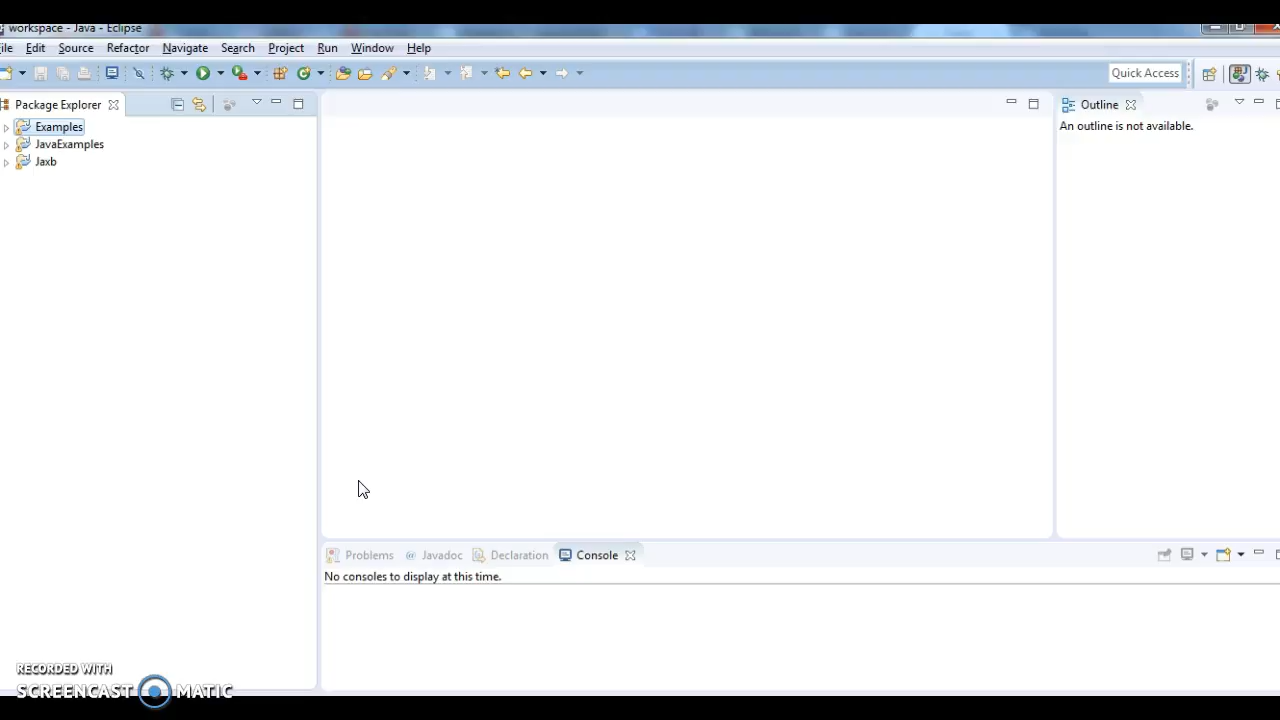 workspace - Java - Eclipse
ile Edit Source Refactor Navigate Search Project Run Window Help
Quick Access
Package Explorer
Outline
Examples
An outline is not available.
JavaExamples
Jaxb
Problems @ Javadoc Declaration Console
No consoles to display at this time.
RECORDED WITH
SCREENCAST MATIC